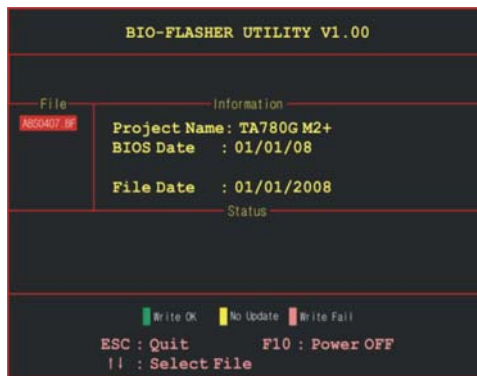 BIO-FLASHER UTILITY V1.00
File
Information
A8S0407.BF
Project Name: TA780G M2+
BIOS Date : 01/01/08
File Date : 01/01/2008
Status
Write OK No Update Write Fail
ESC : Quit F10 : Power OFF
↑↓ : Select File